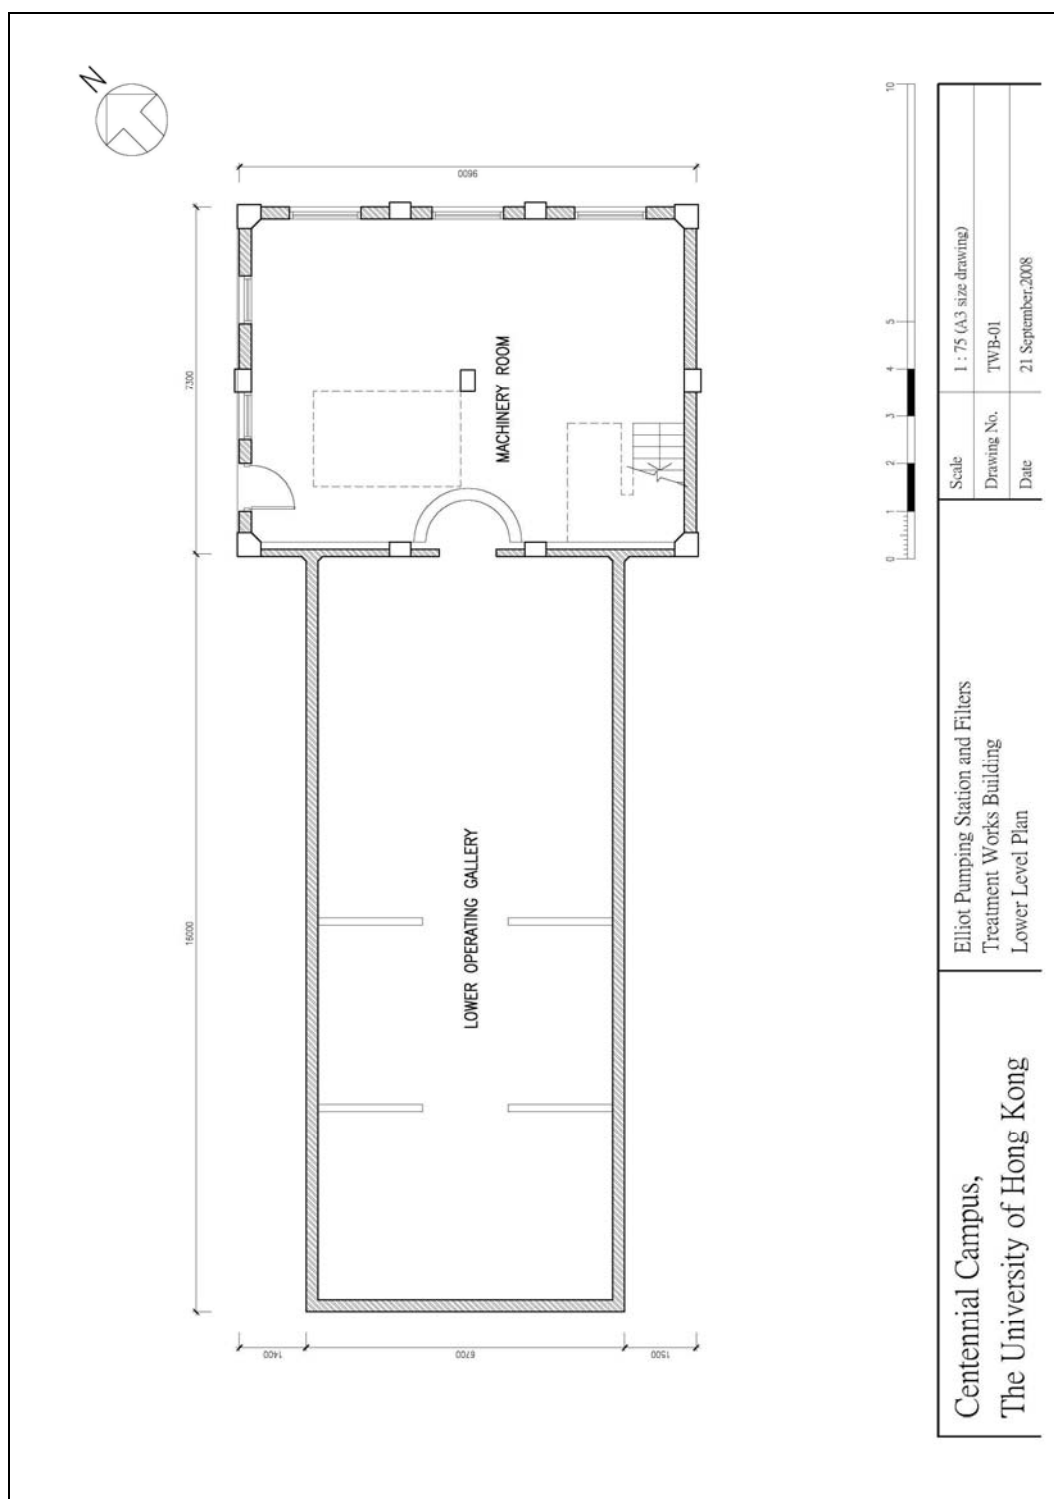 N
9600
7300
MACHINERY ROOM
16000
LOWER OPERATING GALLERY
1400
6700
1500
0 1 2 3 4 5 10
Centennial Campus,
The University of Hong Kong
Elliot Pumping Station and Filters
Treatment Works Building
Lower Level Plan
Scale 1 : 75 (A3 size drawing)
Drawing No. TWB-01
Date 21 September,2008